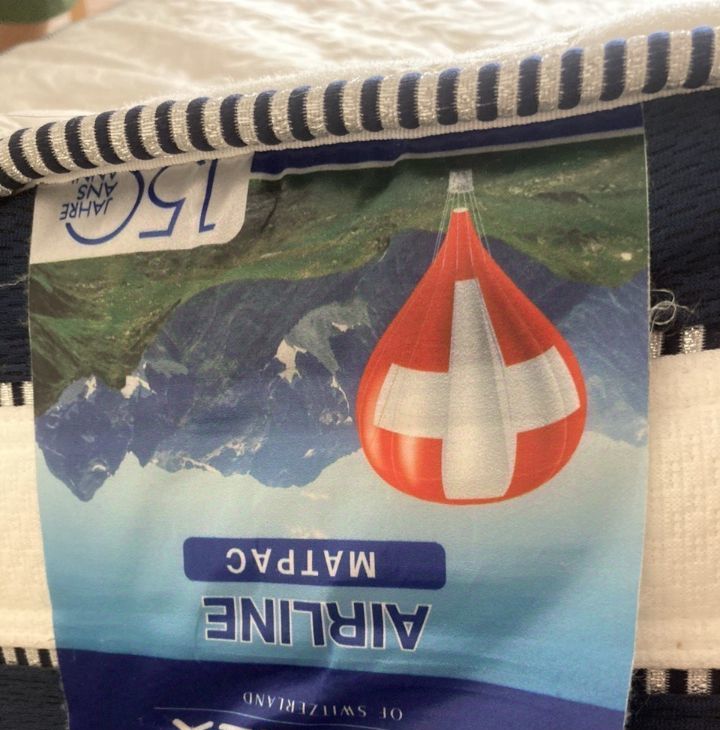 X
OF SWITZERLAND
AIRLINE
MATPAC
150
JAHRE
ANS